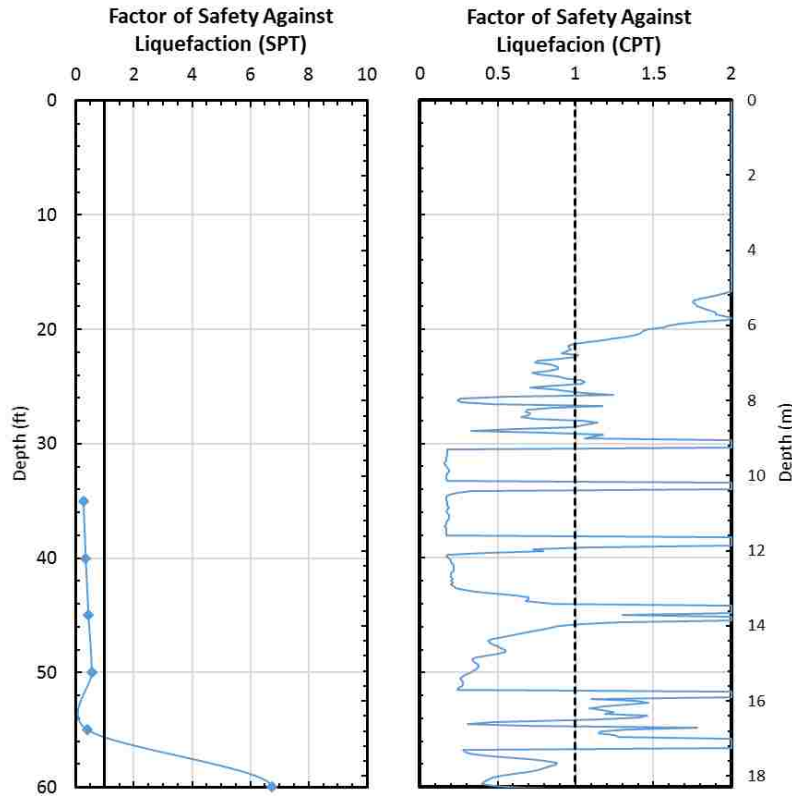 Factor of Safety Against
Liquefaction (SPT)
0 2 4 6 8 10
0
10
20
30
40
50
60
Depth (ft)
Factor of Safety Against
Liquefacion (CPT)
0 0.5 1 1.5 2
0
2
4
6
8
10
12
14
16
18
Depth (m)